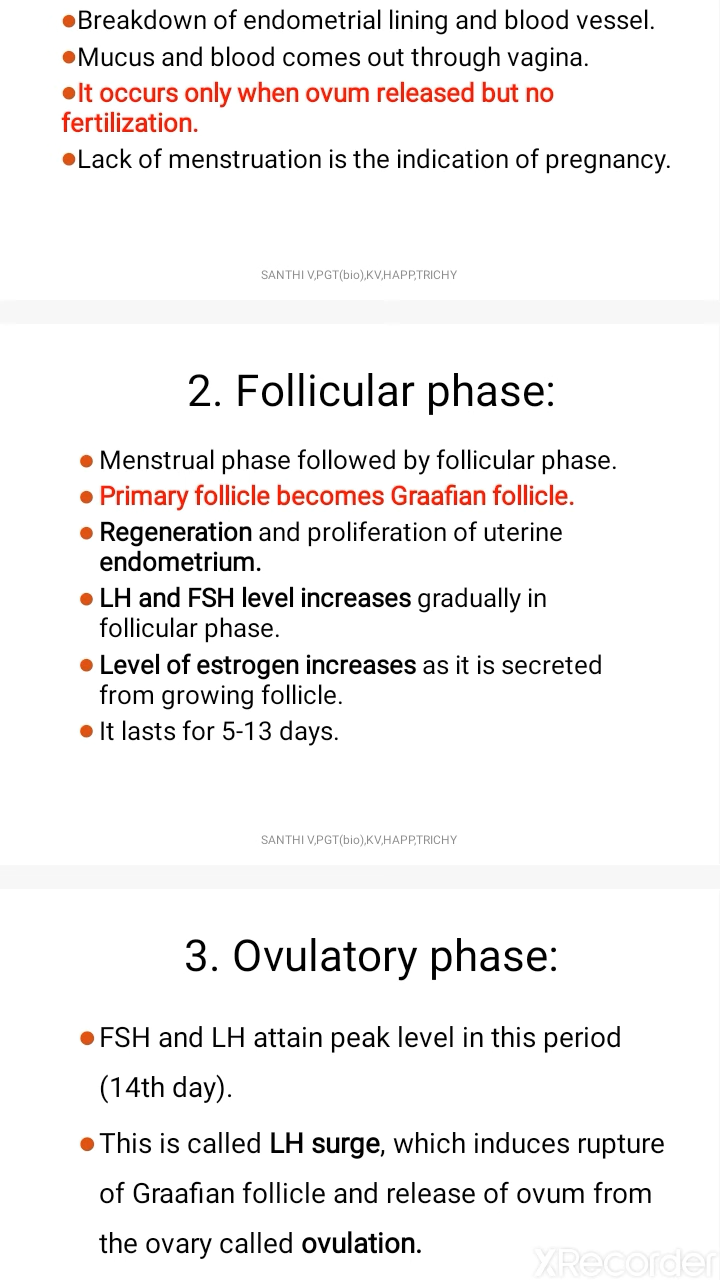 ●Breakdown of endometrial lining and blood vessel.
●Mucus and blood comes out through vagina.
●It occurs only when ovum released but no
fertilization.
●Lack of menstruation is the indication of pregnancy.
SANTHI V,PGT(bio),KV,HAPP,TRICHY
2. Follicular phase:
● Menstrual phase followed by follicular phase.
● Primary follicle becomes Graafian follicle.
● Regeneration and proliferation of uterine
endometrium.
● LH and FSH level increases gradually in
follicular phase.
● Level of estrogen increases as it is secreted
from growing follicle.
● It lasts for 5-13 days.
SANTHI V,PGT(bio),KV,HAPP,TRICHY
3. Ovulatory phase:
● FSH and LH attain peak level in this period
(14th day).
● This is called LH surge, which induces rupture
of Graafian follicle and release of ovum from
the ovary called ovulation.
XRecorder